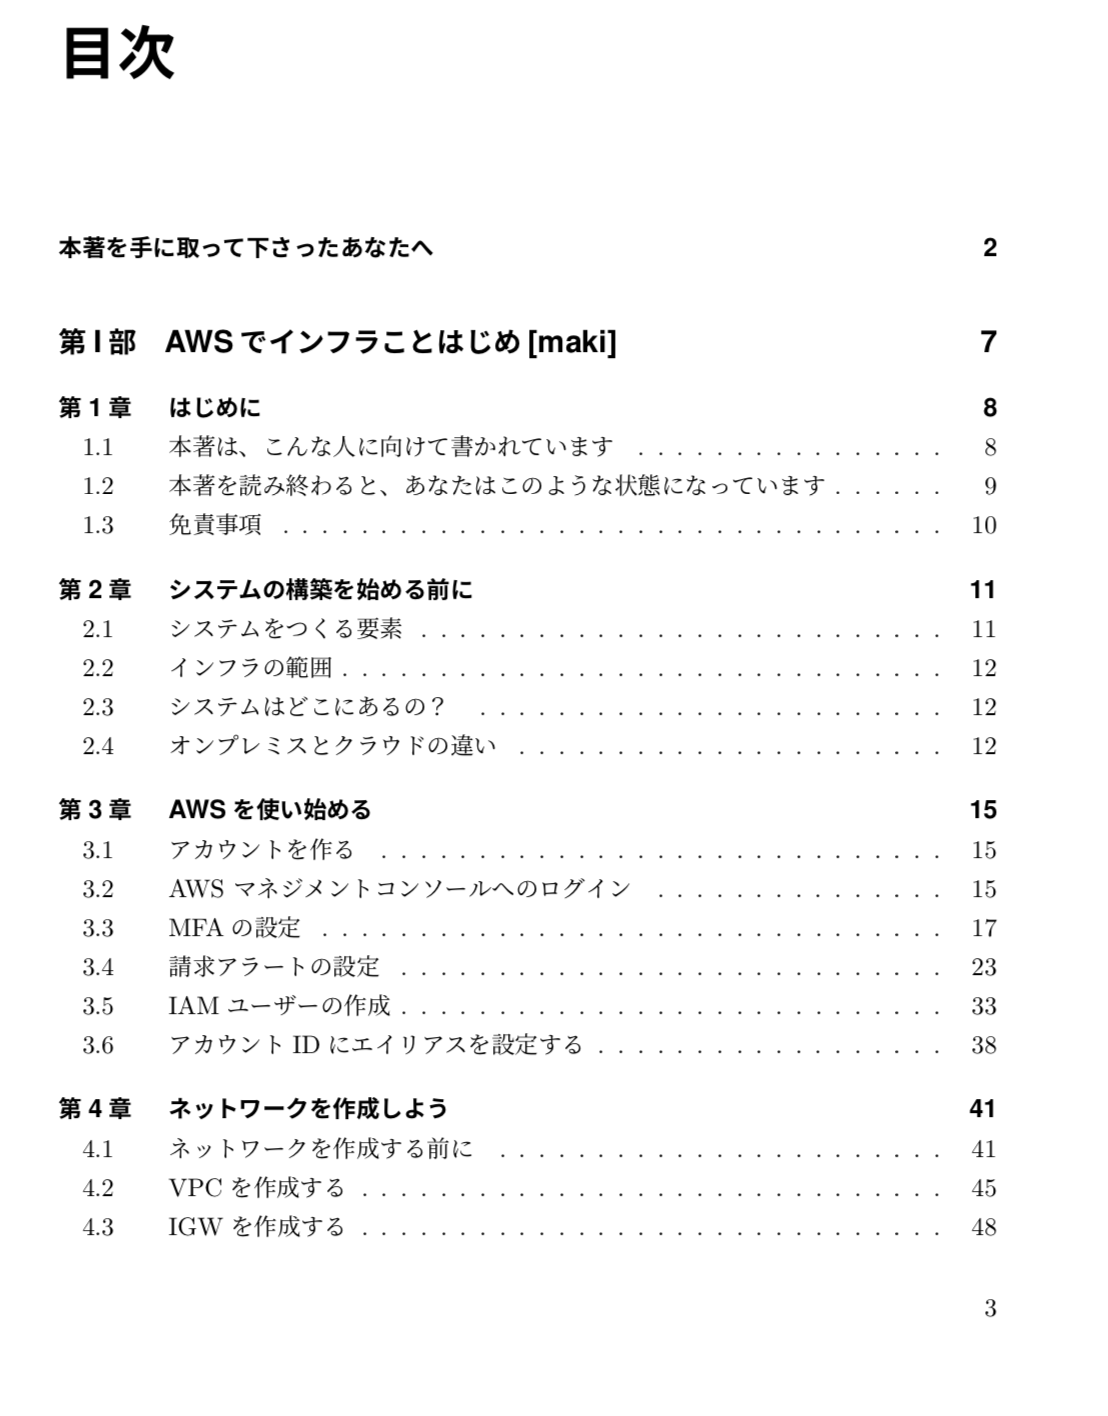 目次
本著を手に取って下さったあなたへ 2
第 I 部 AWS でインフラことはじめ [maki] 7
第 1 章 はじめに 8
1.1 本著は、こんな人に向けて書かれています . . . . . . . . . . . . . . . . 8
1.2 本著を読み終わると、あなたはこのような状態になっています . . . . . . 9
1.3 免責事項 . . . . . . . . . . . . . . . . . . . . . . . . . . . . . . . . . . 10
第 2 章 システムの構築を始める前に 11
2.1 システムをつくる要素 . . . . . . . . . . . . . . . . . . . . . . . . . . . 11
2.2 インフラの範囲 . . . . . . . . . . . . . . . . . . . . . . . . . . . . . . . 12
2.3 システムはどこにあるの？ . . . . . . . . . . . . . . . . . . . . . . . . 12
2.4 オンプレミスとクラウドの違い . . . . . . . . . . . . . . . . . . . . . . 12
第 3 章 AWS を使い始める 15
3.1 アカウントを作る . . . . . . . . . . . . . . . . . . . . . . . . . . . . . 15
3.2 AWS マネジメントコンソールへのログイン . . . . . . . . . . . . . . . 15
3.3 MFA の設定 . . . . . . . . . . . . . . . . . . . . . . . . . . . . . . . . 17
3.4 請求アラートの設定 . . . . . . . . . . . . . . . . . . . . . . . . . . . . 23
3.5 IAM ユーザーの作成 . . . . . . . . . . . . . . . . . . . . . . . . . . . . 33
3.6 アカウント ID にエイリアスを設定する . . . . . . . . . . . . . . . . . . 38
第 4 章 ネットワークを作成しよう 41
4.1 ネットワークを作成する前に . . . . . . . . . . . . . . . . . . . . . . . 41
4.2 VPC を作成する . . . . . . . . . . . . . . . . . . . . . . . . . . . . . . 45
4.3 IGW を作成する . . . . . . . . . . . . . . . . . . . . . . . . . . . . . . 48
3